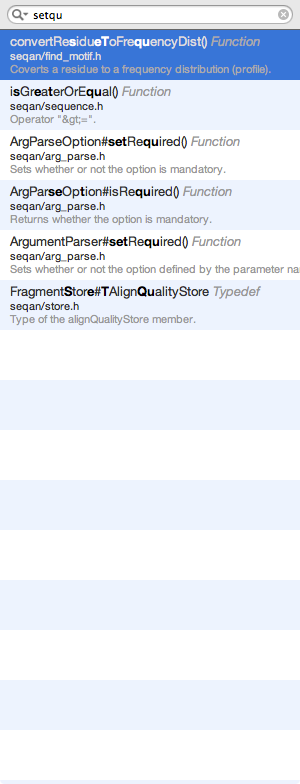 setqu
convertResidueToFrequencyDist() Function
seqan/find_motif.h
Coverts a residue to a frequency distribution (profile).
isGreaterOrEqual() Function
seqan/sequence.h
Operator "&gt;=".
ArgParseOption#setRequired() Function
seqan/arg_parse.h
Sets whether or not the option is mandatory.
ArgParseOption#isRequired() Function
seqan/arg_parse.h
Returns whether the option is mandatory.
ArgumentParser#setRequired() Function
seqan/arg_parse.h
Sets whether or not the option defined by the parameter na
FragmentStore#TAlignQualityStore Typedef
seqan/store.h
Type of the alignQualityStore member.